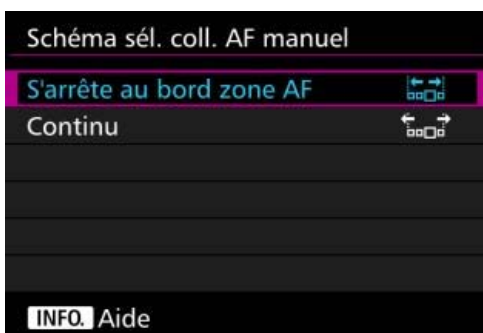 Schéma sél. coll. AF manuel
S'arrête au bord zone AF
Continu
INFO. Aide